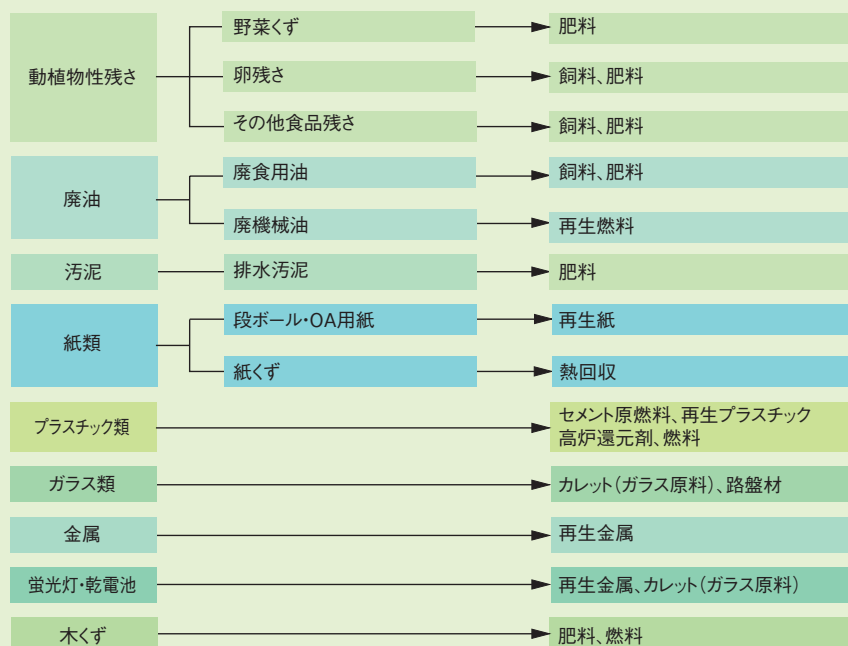 動植物性残さ
野菜くず
肥料
卵残さ
飼料、肥料
その他食品残さ
飼料、肥料
廃油
廃食用油
飼料、肥料
廃機械油
再生燃料
汚泥
排水汚泥
肥料
紙類
段ボール・OA用紙
再生紙
紙くず
熱回収
プラスチック類
セメント原燃料、再生プラスチック
高炉還元剤、燃料
ガラス類
カレット(ガラス原料)、路盤材
金属
再生金属
蛍光灯・乾電池
再生金属、カレット(ガラス原料)
木くず
肥料、燃料